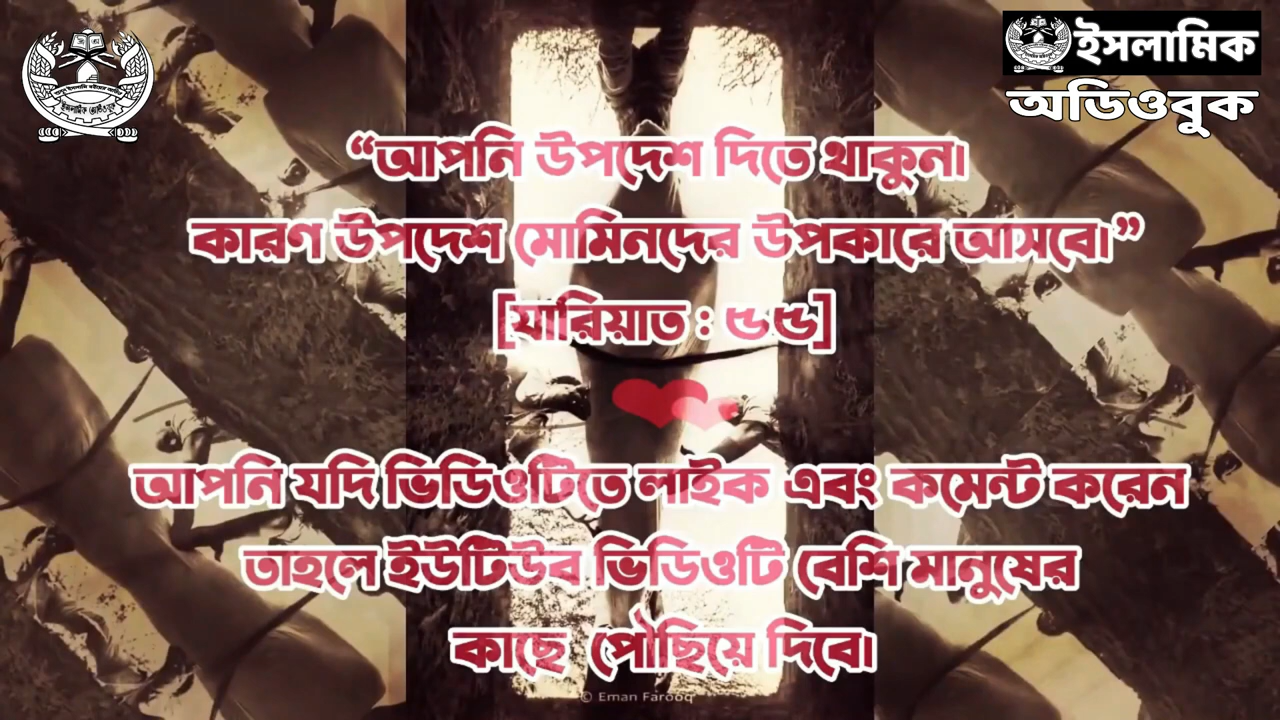 ইসলামিক
অডিওবুক
“আপনি উপদেশ দিতে থাকুন।
কারণ উপদেশ মোমিনদের উপকারে আসবে।”
[যারিয়াত : ৫৫]
আপনি যদি ভিডিওটিতে লাইক এবং কমেন্ট করেন
তাহলে ইউটিউব ভিডিওটি বেশি মানুষের
কাছে পৌছিয়ে দিবে।
© Eman Farooq